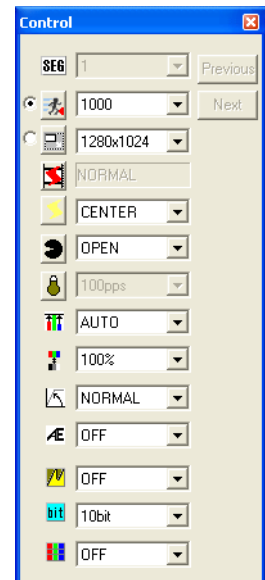 Control
SEG 1 Previous
1000 Next
1280x1024
NORMAL
CENTER
OPEN
100pps
AUTO
100%
NORMAL
Æ OFF
OFF
bit 10bit
OFF